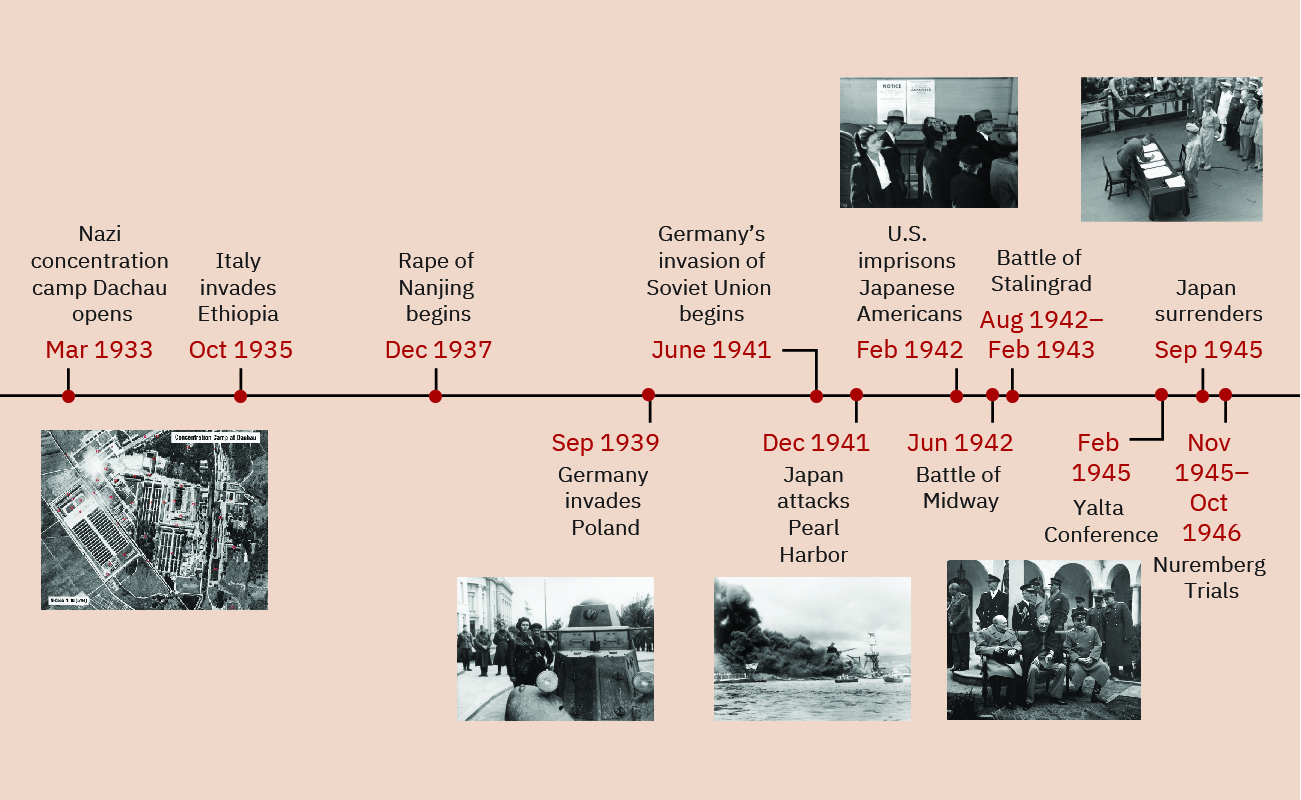 Nazi
concentration
camp Dachau
opens
Mar 1933
Italy
invades
Ethiopia
Oct 1935
Rape of
Nanjing
begins
Dec 1937
Germany’s
invasion of
Soviet Union
begins
June 1941
NOTICE
JAPANESE
U.S.
imprisons
Japanese
Americans
Feb 1942
Battle of
Stalingrad
Aug 1942–
Feb 1943
Japan
surrenders
Sep 1945
Concentration Camp at Dachau
Sep 1939
Germany
invades
Poland
Dec 1941
Japan
attacks
Pearl
Harbor
Jun 1942
Battle of
Midway
Feb
1945
Yalta
Conference
Nov
1945–
Oct
1946
Nuremberg
Trials